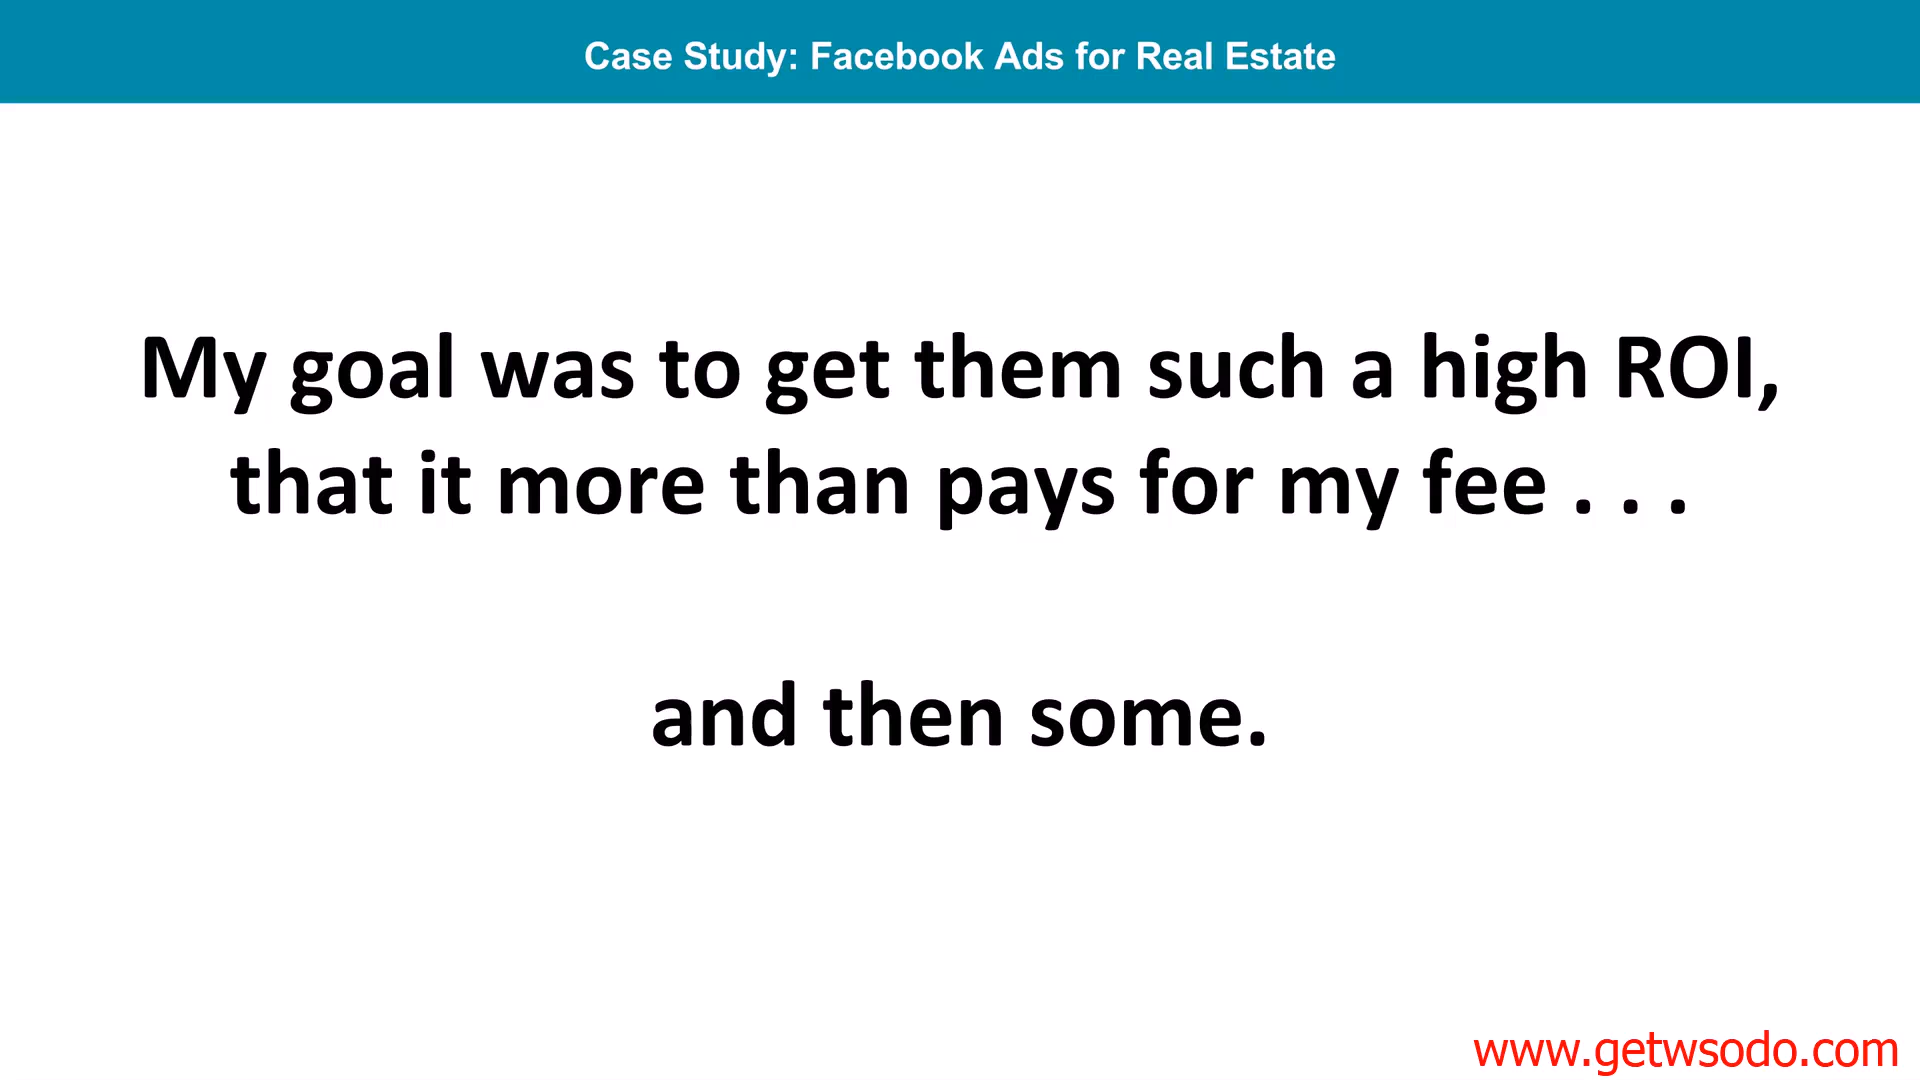 Case Study: Facebook Ads for Real Estate
My goal was to get them such a high ROI,
that it more than pays for my fee . . .
and then some.
www.getwsodo.com